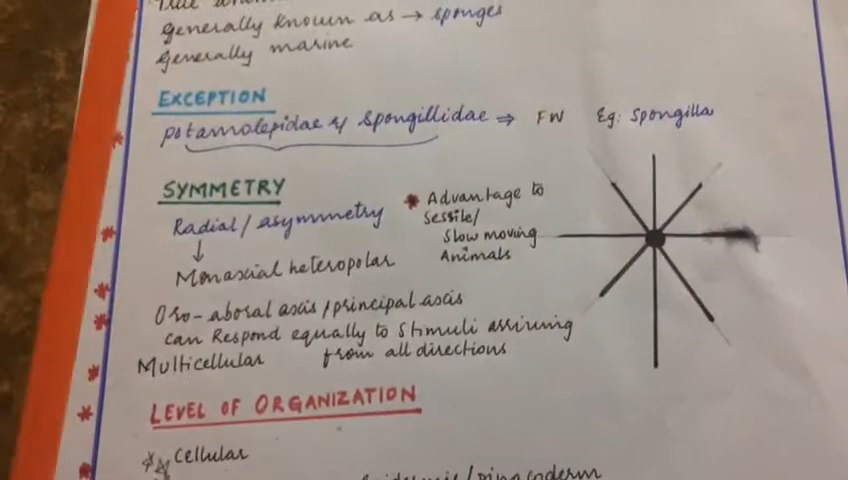 generally known as → sponges
generally marine
EXCEPTION
potamolepidae & spongillidae ⇒ FW Eg: Spongilla
SYMMETRY
Radial / asymmetry
↓
Monaxial heteropolar
* Advantage to
Sessile/
Slow moving
Animals
Oro-aboral axis / principal axis
can Respond equally to Stimuli arriving
from all directions
Multicellular
LEVEL OF ORGANIZATION
Cellular
/pinacoderm